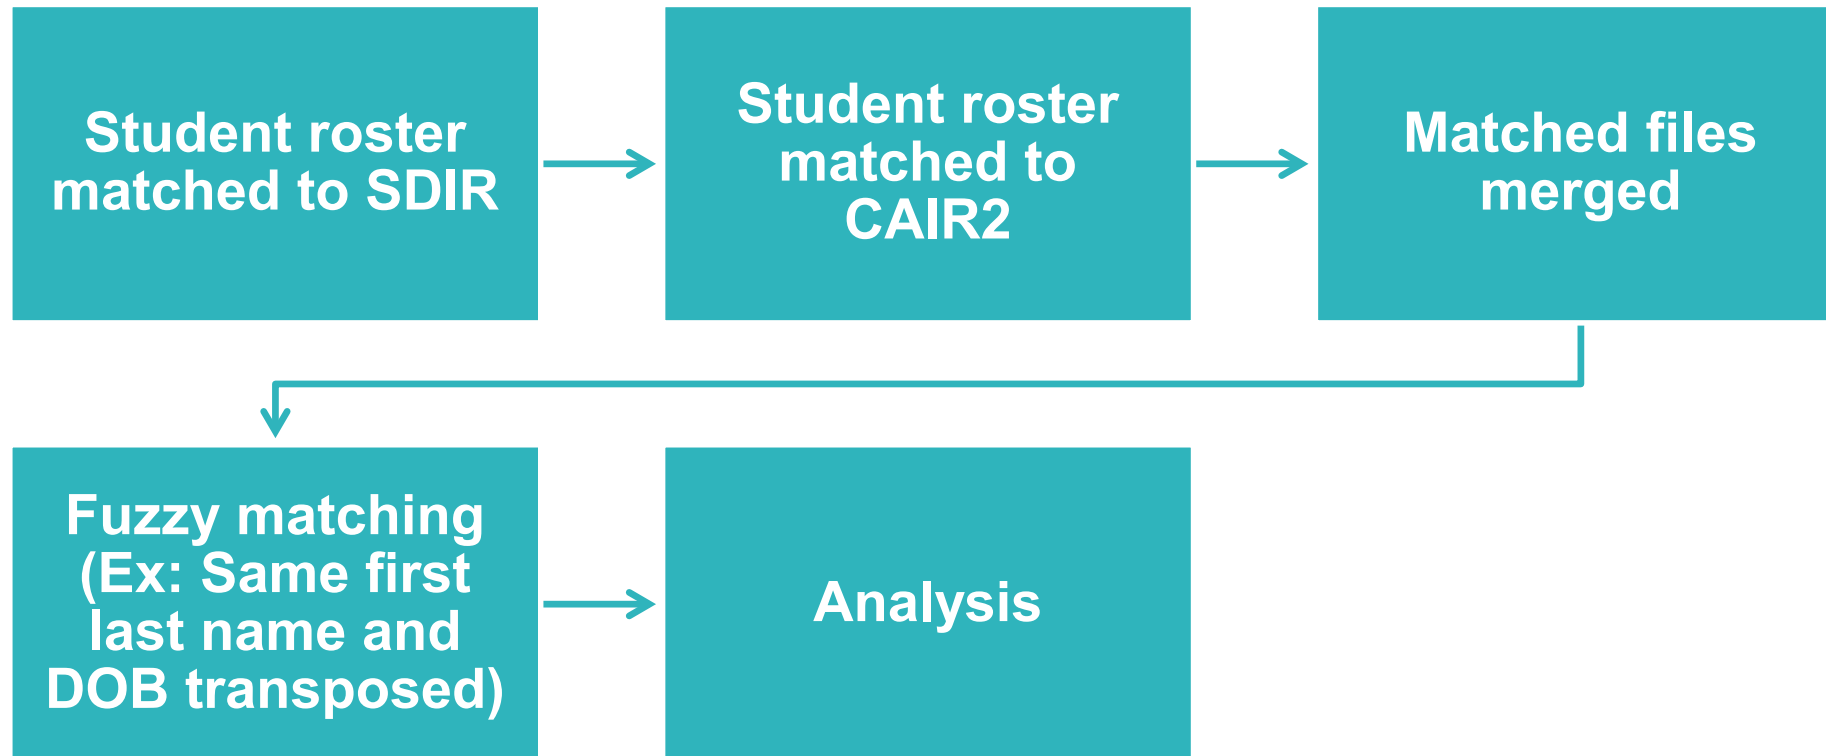 Student roster
matched to SDIR
Student roster
matched to
CAIR2
Matched files
merged
Fuzzy matching
(Ex: Same first
last name and
DOB transposed)
Analysis